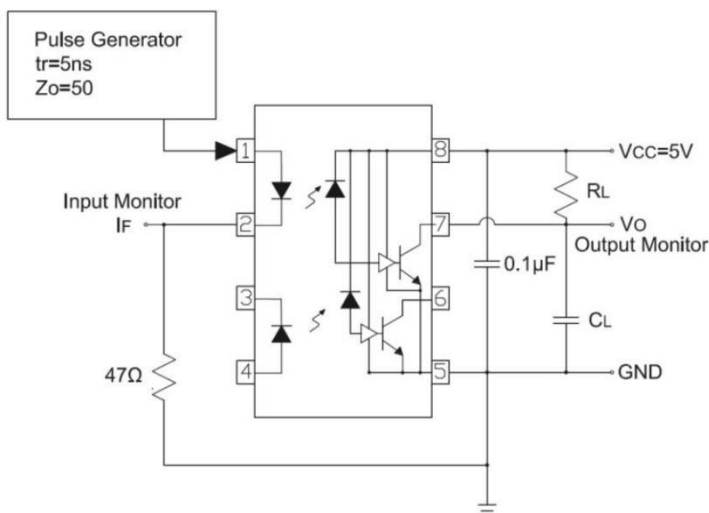 Pulse Generator
tr=5ns
Zo=50
1
8
VCC=5V
RL
Input Monitor
IF
2
7
VO
Output Monitor
0.1µF
3
6
CL
47Ω
4
5
GND